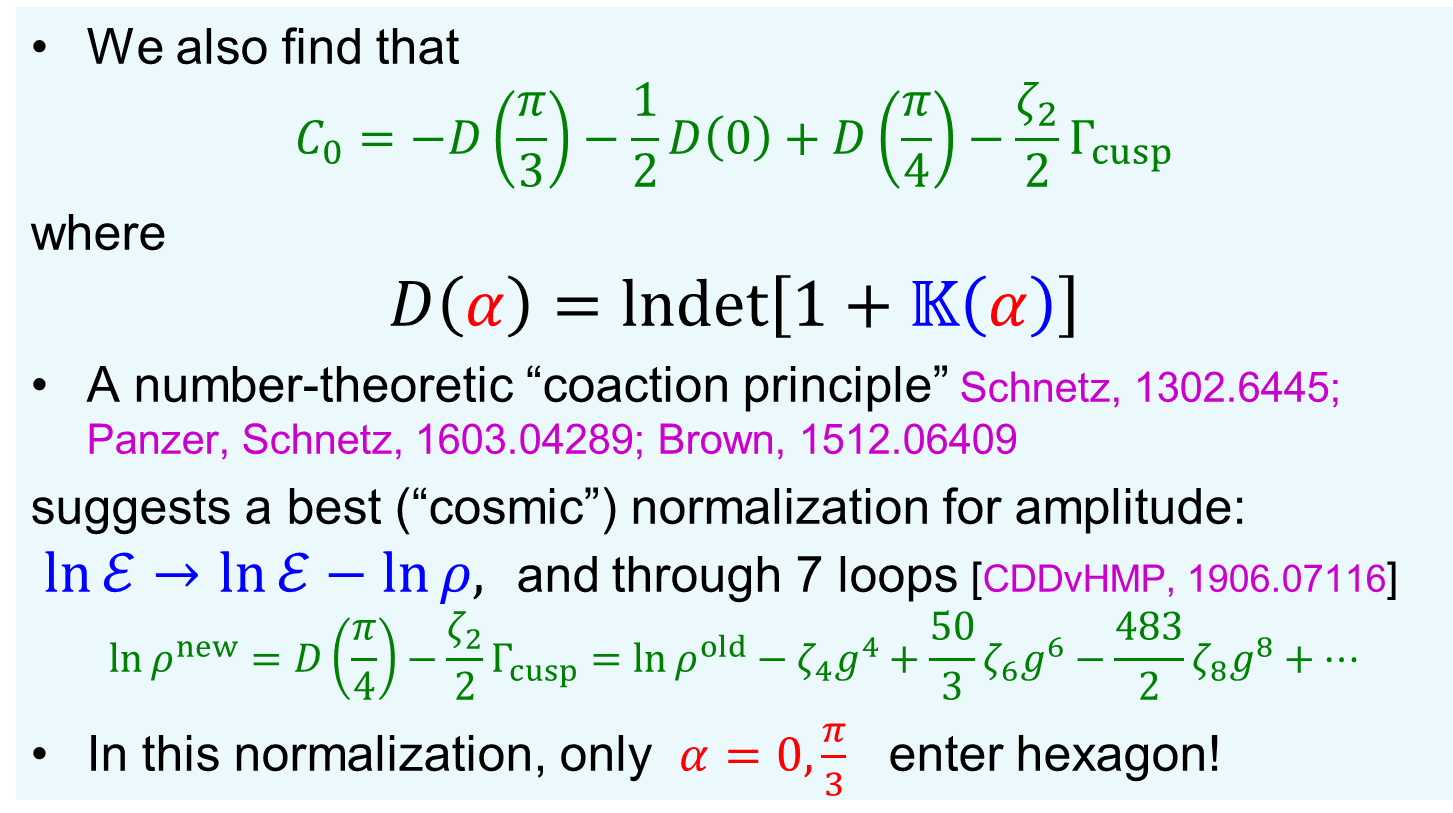 • We also find that
C₀ = −D(π/3) − 1/2 D(0) + D(π/4) − ζ₂/2 Γ_cusp
where
D(α) = lndet[1 + 𝕂(α)]
• A number-theoretic “coaction principle” Schnetz, 1302.6445;
Panzer, Schnetz, 1603.04289; Brown, 1512.06409
suggests a best (“cosmic”) normalization for amplitude:
ln ℰ → ln ℰ − ln ρ, and through 7 loops [CDDvHMP, 1906.07116]
ln ρ^new = D(π/4) − ζ₂/2 Γ_cusp = ln ρ^old − ζ₄g⁴ + 50/3 ζ₆g⁶ − 483/2 ζ₈g⁸ + ⋯
• In this normalization, only α = 0, π/3 enter hexagon!